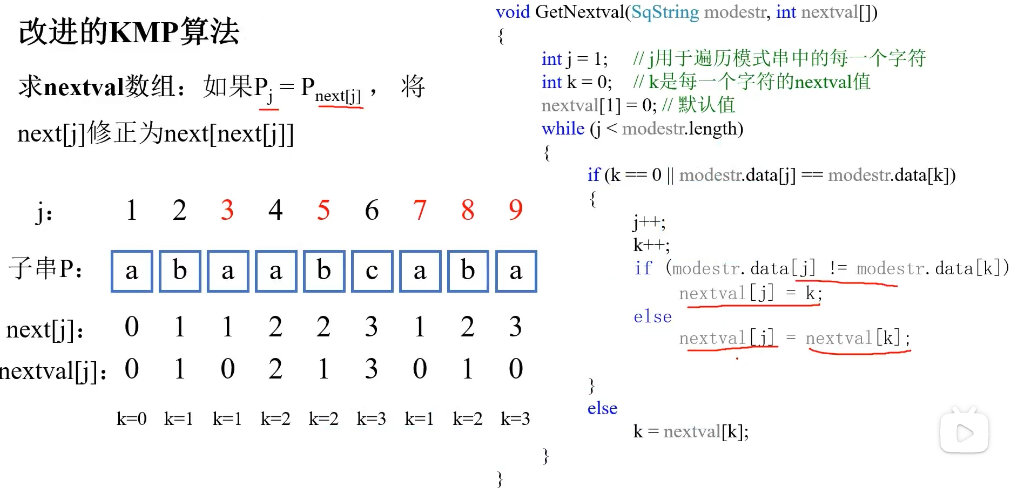 改进的KMP算法
求nextval数组：如果Pj = Pnext[j] ， 将
next[j]修正为next[next[j]]
j： 1 2 3 4 5 6 7 8 9
子串P： a b a a b c a b a
next[j]： 0 1 1 2 2 3 1 2 3
nextval[j]： 0 1 0 2 1 3 0 1 0
k=0 k=1 k=1 k=2 k=2 k=3 k=1 k=2 k=3
void GetNextval(SqString modestr, int nextval[])
{
int j = 1; // j用于遍历模式串中的每一个字符
int k = 0; // k是每一个字符的nextval值
nextval[1] = 0; // 默认值
while (j < modestr.length)
{
if (k == 0 || modestr.data[j] == modestr.data[k])
{
j++;
k++;
if (modestr.data[j] != modestr.data[k])
nextval[j] = k;
else
nextval[j] = nextval[k];
}
else
k = nextval[k];
}
}